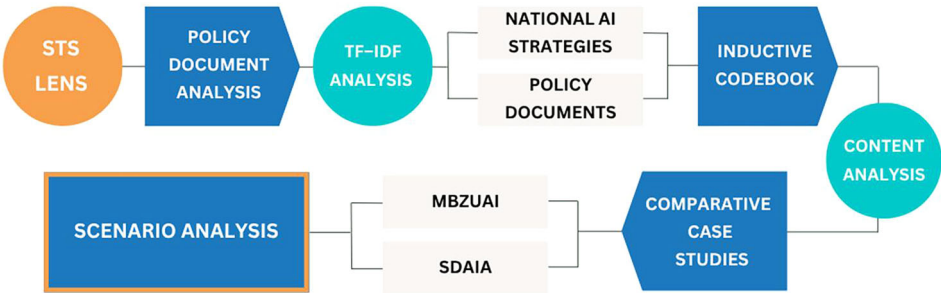 STS
LENS
POLICY
DOCUMENT
ANALYSIS
TF–IDF
ANALYSIS
NATIONAL AI
STRATEGIES
POLICY
DOCUMENTS
INDUCTIVE
CODEBOOK
CONTENT
ANALYSIS
COMPARATIVE
CASE
STUDIES
MBZUAI
SDAIA
SCENARIO ANALYSIS